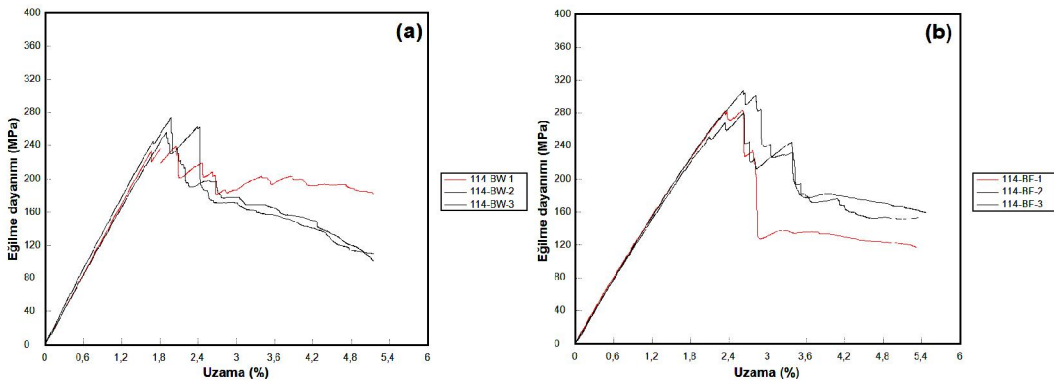 (a)
Eğilme dayanımı (MPa)
400
360
320
280
240
200
160
120
80
40
0
0 0,6 1,2 1,8 2,4 3 3,6 4,2 4,8 5,4 6
Uzama (%)
114-BW-1
114-BW-2
114-BW-3
(b)
Eğilme dayanımı (MPa)
400
360
320
280
240
200
160
120
80
40
0
0 0,6 1,2 1,8 2,4 3 3,6 4,2 4,8 5,4 6
Uzama (%)
114-BF-1
114-BF-2
114-BF-3